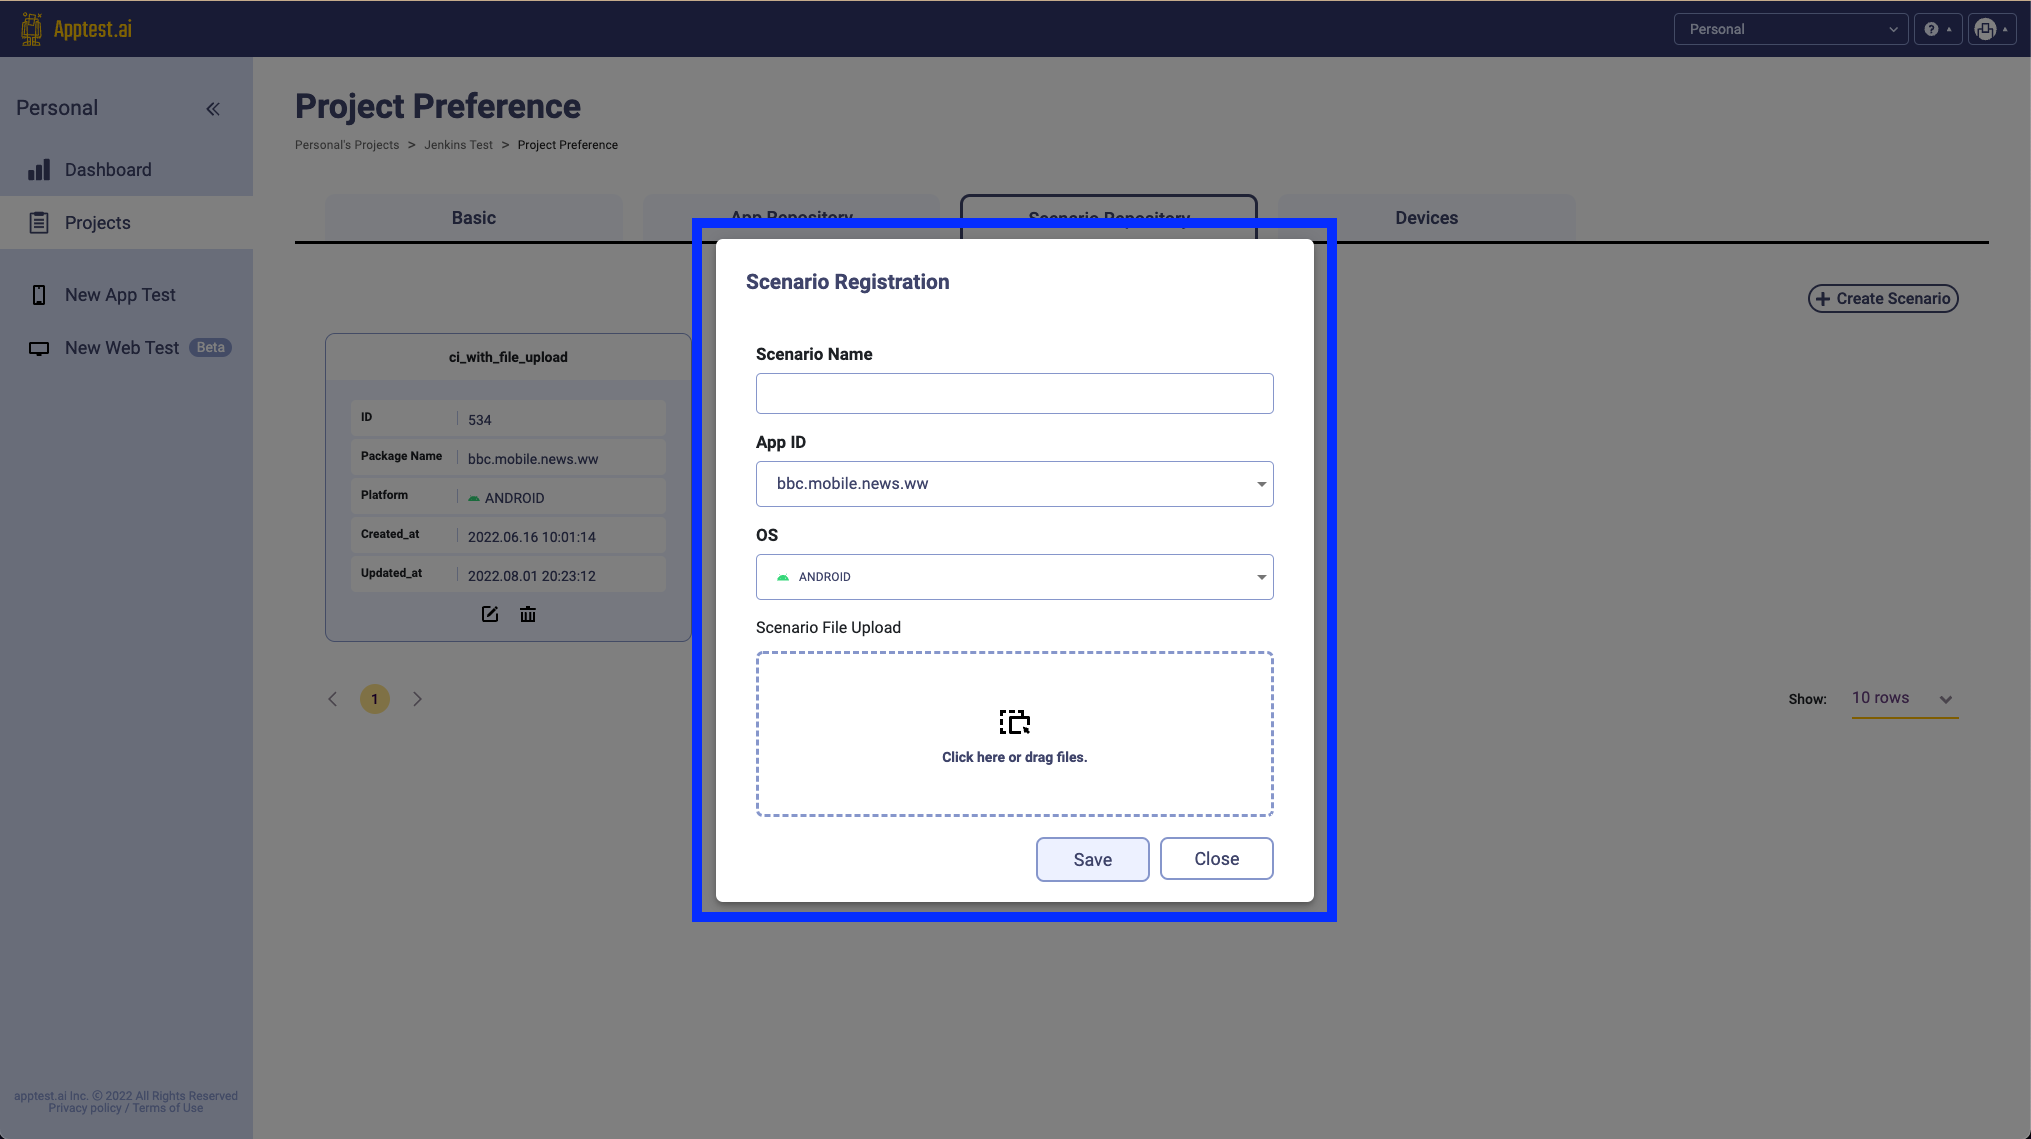 Apptest.ai
Personal
Personal
Dashboard
Projects
New App Test
New Web Test Beta
Project Preference
Personal's Projects > Jenkins Test > Project Preference
Basic
App Repository
Scenario Repository
Devices
+ Create Scenario
ci_with_file_upload
ID 534
Package Name bbc.mobile.news.ww
Platform ANDROID
Created_at 2022.06.16 10:01:14
Updated_at 2022.08.01 20:23:12
1
Show: 10 rows
Scenario Registration
Scenario Name
App ID
bbc.mobile.news.ww
OS
ANDROID
Scenario File Upload
Click here or drag files.
Save
Close
apptest.ai Inc. © 2022 All Rights Reserved
Privacy policy / Terms of Use